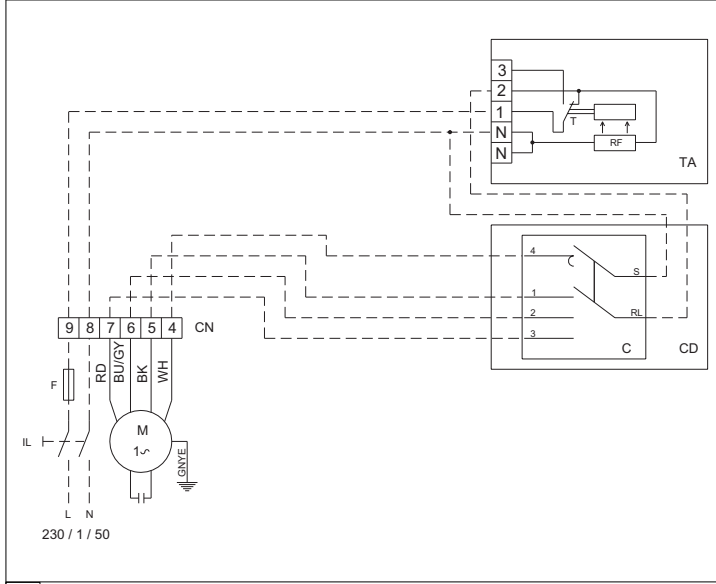 3
2
1
N
N
T
RF
TA
4
S
1
2
RL
3
C
CD
9 8 7 6 5 4 CN
RD
BU/GY
BK
WH
F
M
1~
IL
GNYE
L N
230 / 1 / 50